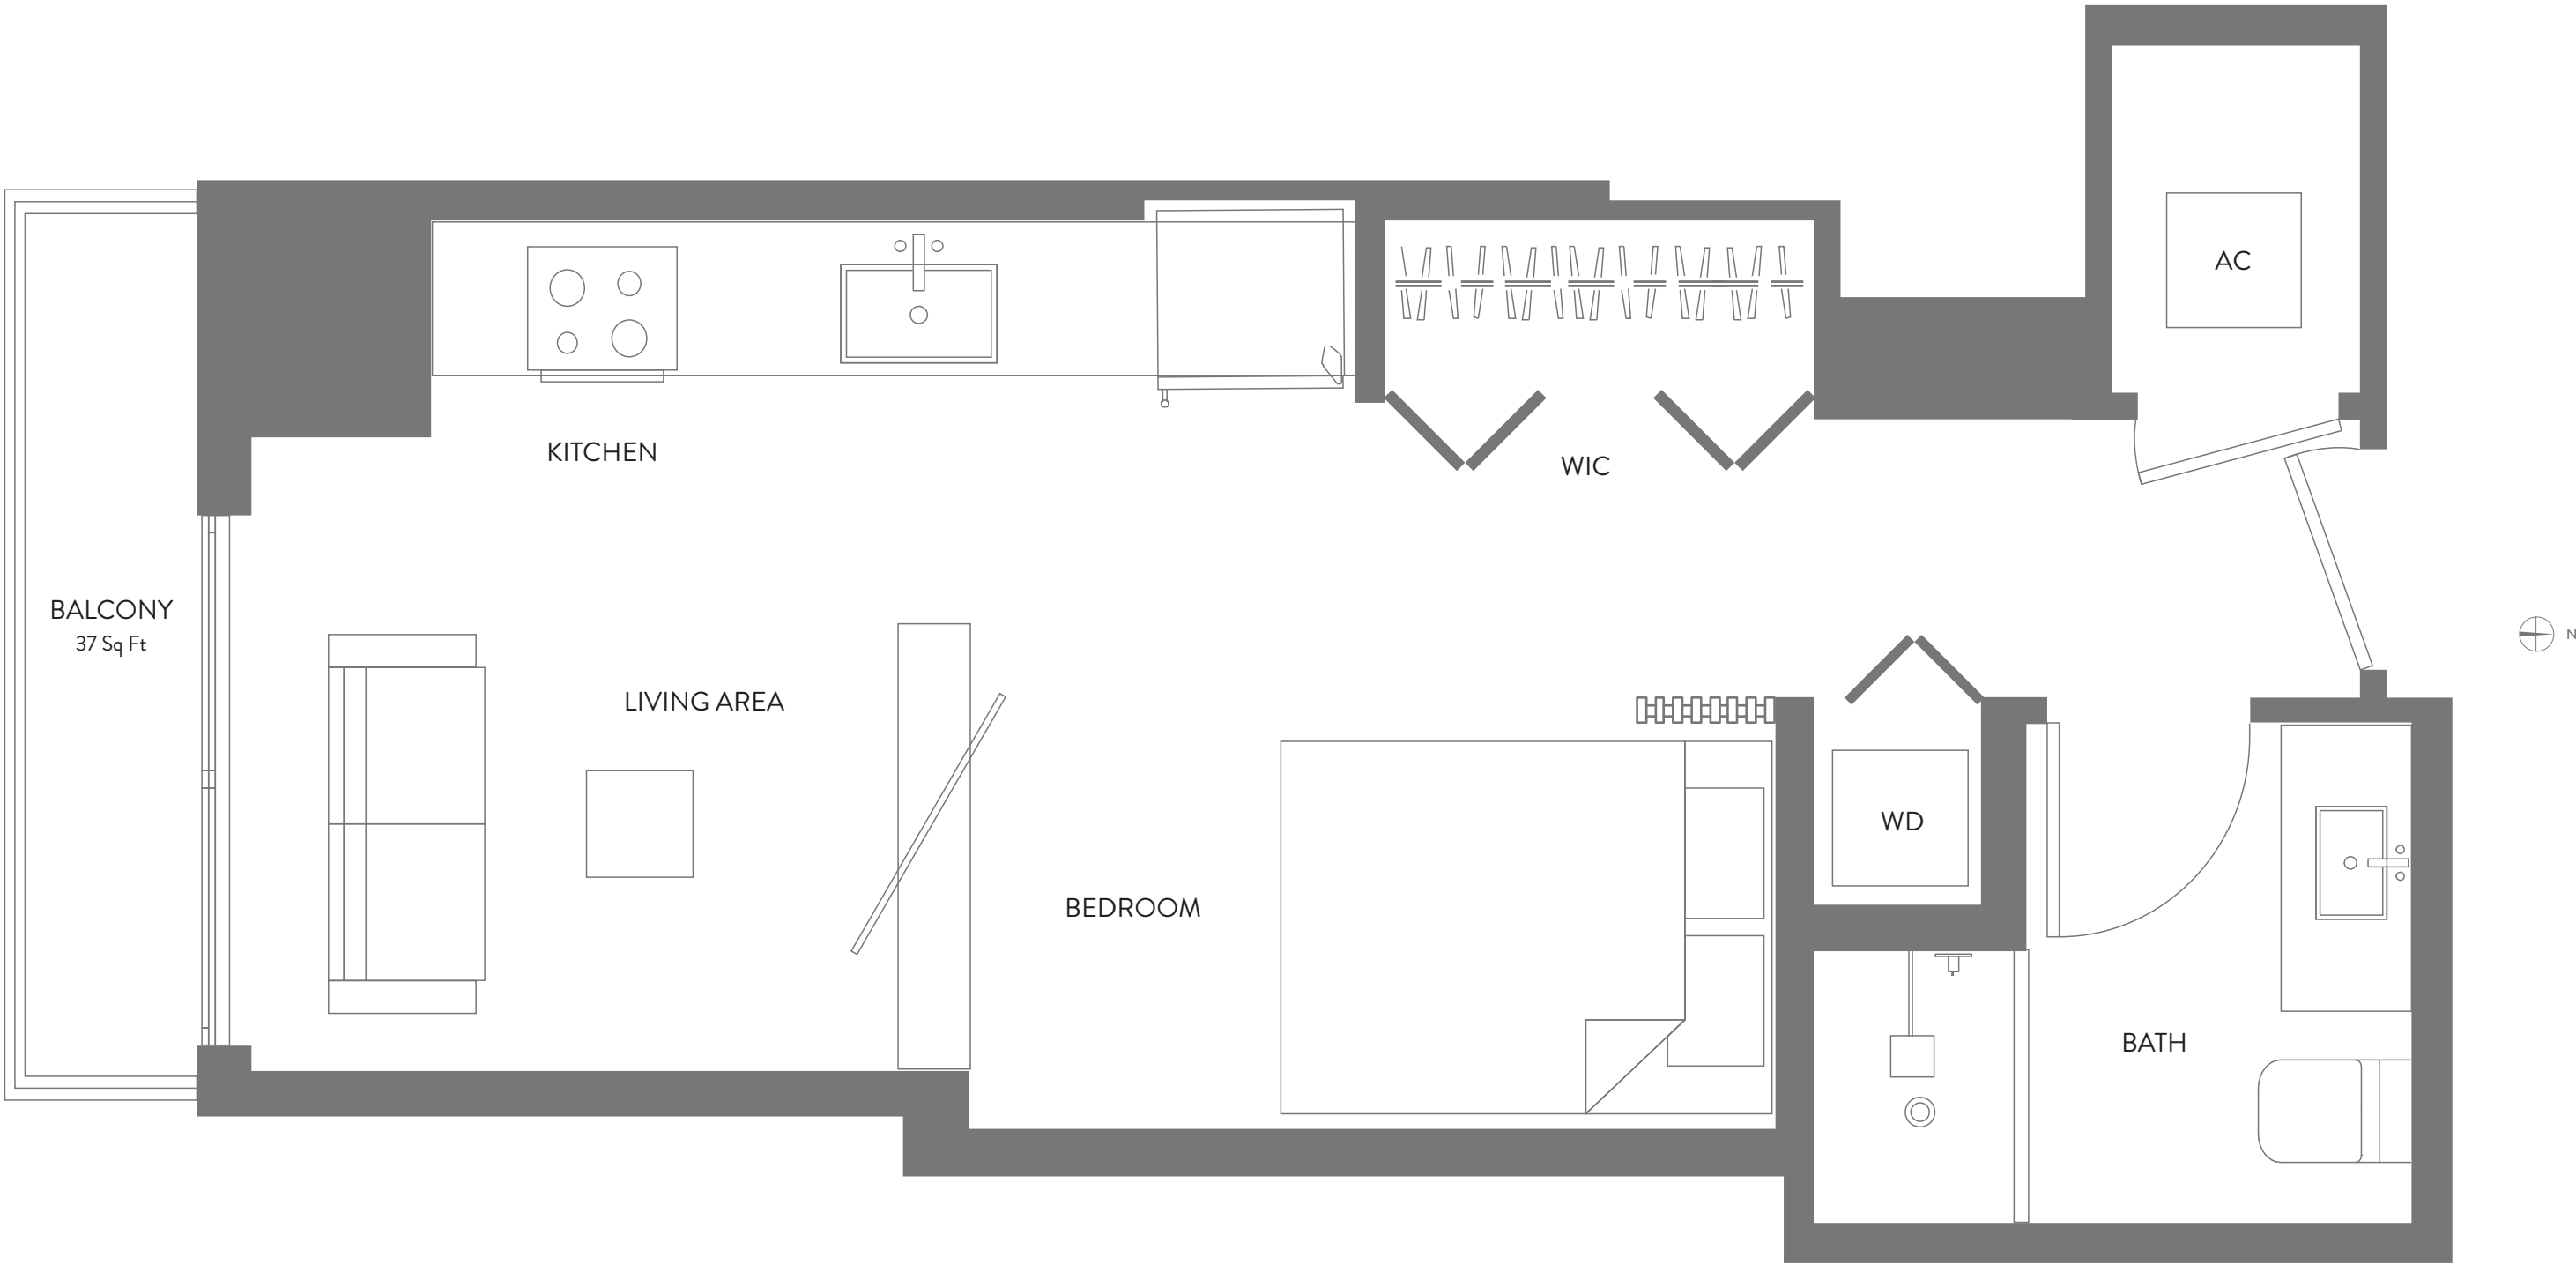 AC
KITCHEN
WIC
BALCONY
37 Sq Ft
N
LIVING AREA
WD
BEDROOM
BATH